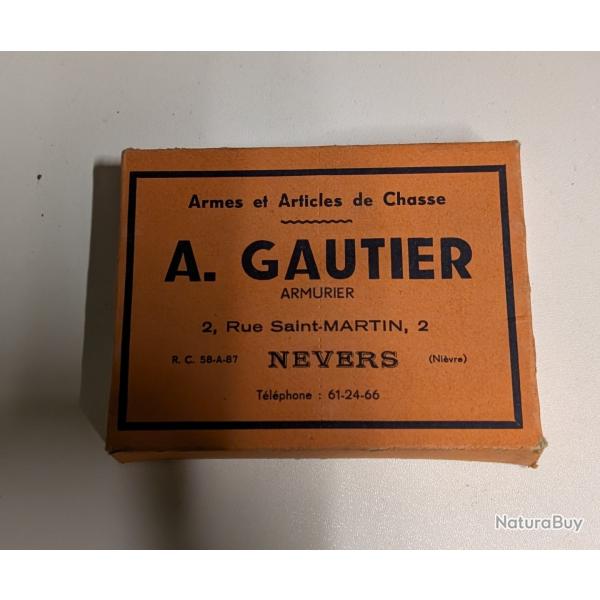 Armes et Articles de Chasse
A. GAUTIER
ARMURIER
2, Rue Saint-MARTIN, 2
R. C. 58-A-87 NEVERS (Nièvre)
Téléphone : 61-24-66
NaturaBuy